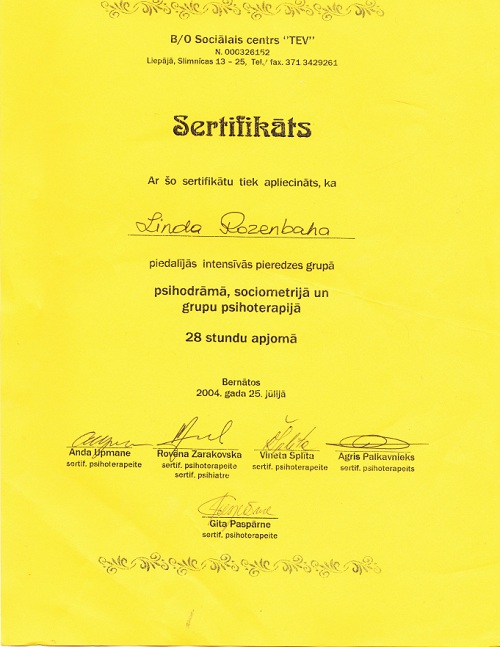 B/O Sociālais centrs "TEV"
N. 000326152
Liepājā, Slimnīcas 13 – 25, Tel./ fax. 371 3429261
Sertifikāts
Ar šo sertifikātu tiek apliecināts, ka
Linda Rozenbaha
piedalījās intensīvās pieredzes grupā
psihodrāmā, sociometrijā un
grupu psihoterapijā
28 stundu apjomā
Bernātos
2004. gada 25. jūlijā
Anda Upmane Rovena Zarakovska Vineta Splīta Agris Palkavnieks
sertif. psihoterapeite sertif. psihoterapeite sertif. psihoterapeite sertif. psihoterapeits
sertif. psihiatre
Gita Paspārne
sertif. psihoterapeite